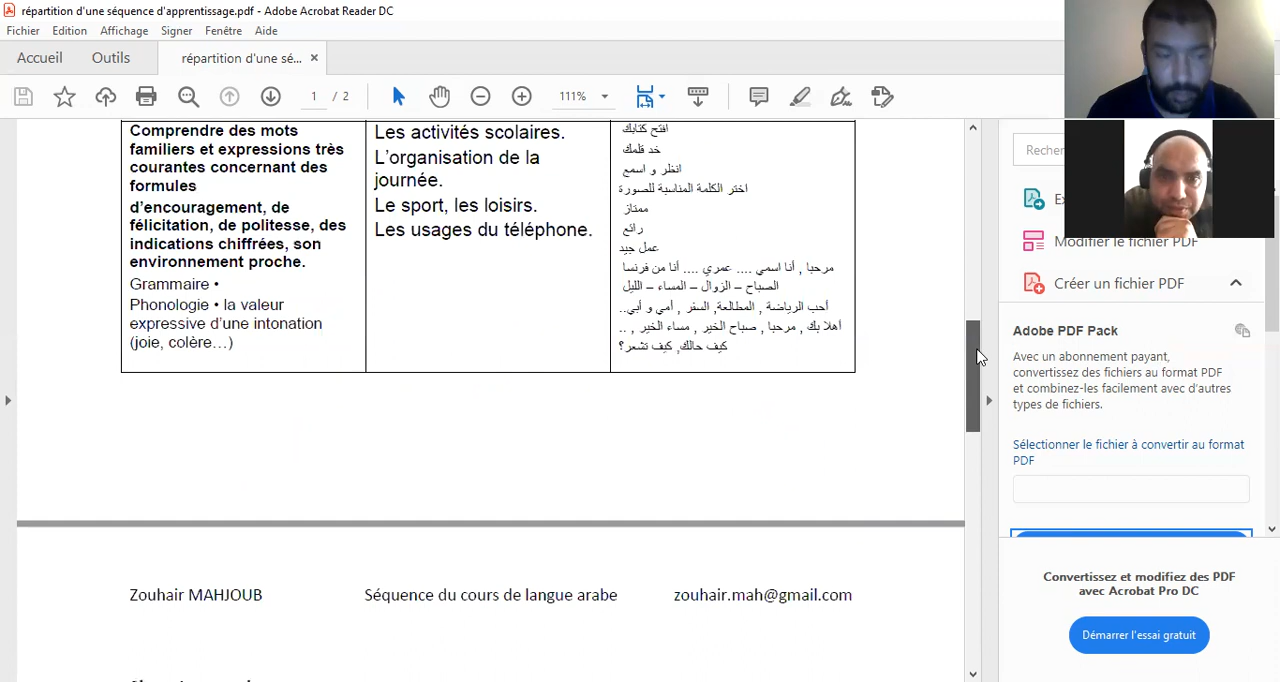 répartition d'une séquence d'apprentissage.pdf - Adobe Acrobat Reader DC
Fichier Edition Affichage Signer Fenêtre Aide
Accueil Outils répartition d'une sé... ×
1 / 2 111%
Comprendre des mots
familiers et expressions très
courantes concernant des
formules
d'encouragement, de
félicitation, de politesse, des
indications chiffrées, son
environnement proche.
Grammaire •
Phonologie • la valeur
expressive d'une intonation
(joie, colère...)
Les activités scolaires.
L'organisation de la
journée.
Le sport, les loisirs.
Les usages du téléphone.
افتح كتابك
خد قلمك
انظر و اسمع
اختر الكلمة المناسبة للصورة
ممتاز
رائع
عمل جيد
مرحبا , أنا اسمي .... عمري .... أنا من فرنسا
الصباح – الزوال – المساء – الليل
أحب الرياضة , المطالعة, السفر , أمي و أبي..
أهلا بك , مرحبا , صباح الخير , مساء الخير , ..
كيف حالك, كيف تشعر؟
Zouhair MAHJOUB Séquence du cours de langue arabe zouhair.mah@gmail.com
Recher
Ex
Modifier le fichier PDF
Créer un fichier PDF
Adobe PDF Pack
Avec un abonnement payant,
convertissez des fichiers au format PDF
et combinez-les facilement avec d'autres
types de fichiers.
Sélectionner le fichier à convertir au format
PDF
Convertissez et modifiez des PDF
avec Acrobat Pro DC
Démarrer l'essai gratuit